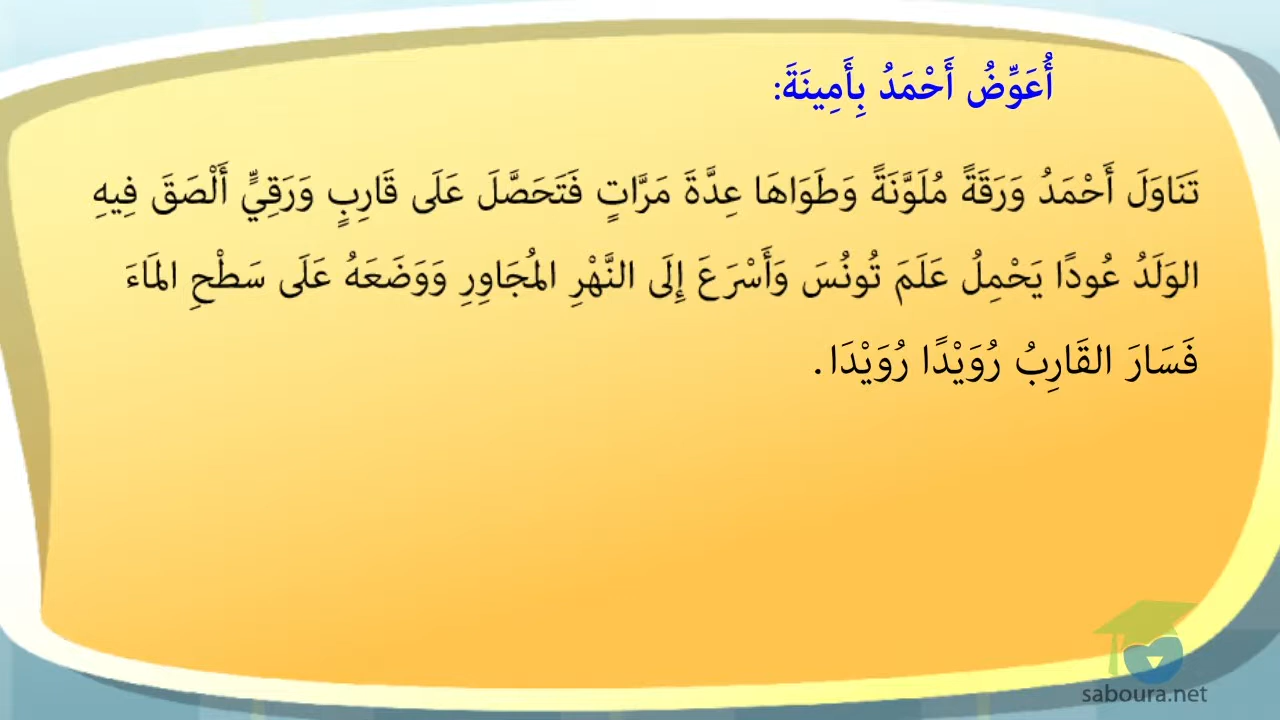 أُعَوِّضُ أَحْمَدُ بِأَمِينَةَ:
تَنَاوَلَ أَحْمَدُ وَرَقَةً مُلَوَّنَةً وَطَوَاهَا عِدَّةَ مَرَّاتٍ فَتَحَصَّلَ عَلَى قَارِبٍ وَرَقِيٍّ أَلْصَقَ فِيهِ
الوَلَدُ عُودًا يَحْمِلُ عَلَمَ تُونُسَ وَأَسْرَعَ إِلَى النَّهْرِ المُجَاوِرِ وَوَضَعَهُ عَلَى سَطْحِ المَاءَ
فَسَارَ القَارِبُ رُوَيْدًا رُوَيْدَا.
saboura.net